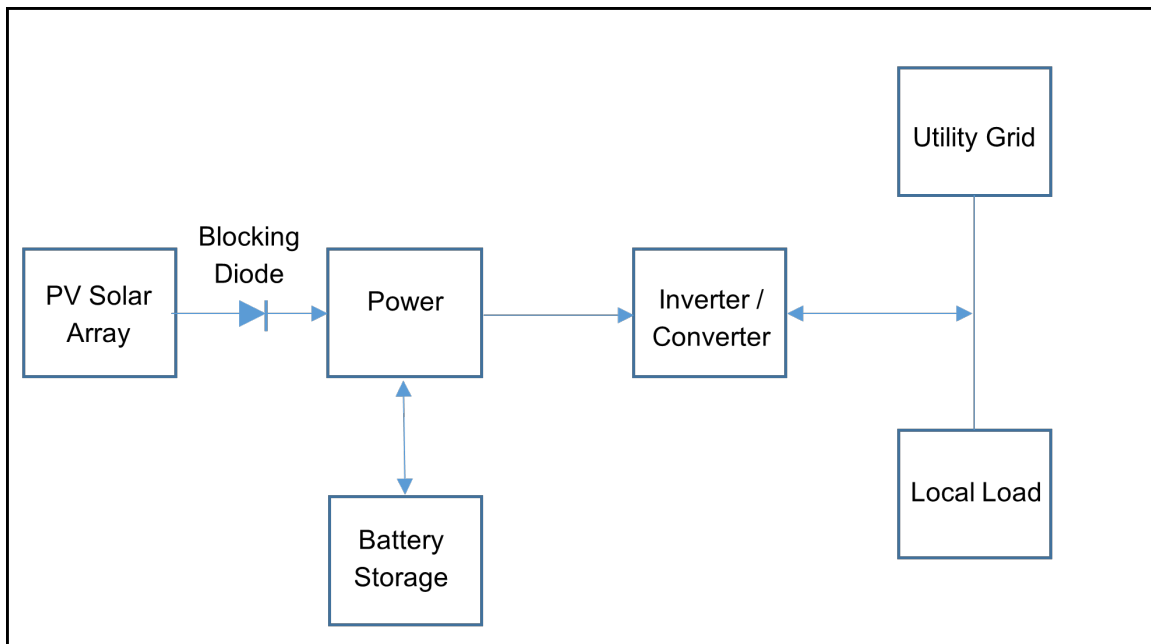 Utility Grid
Blocking
Diode
PV Solar
Array
Power
Inverter /
Converter
Local Load
Battery
Storage